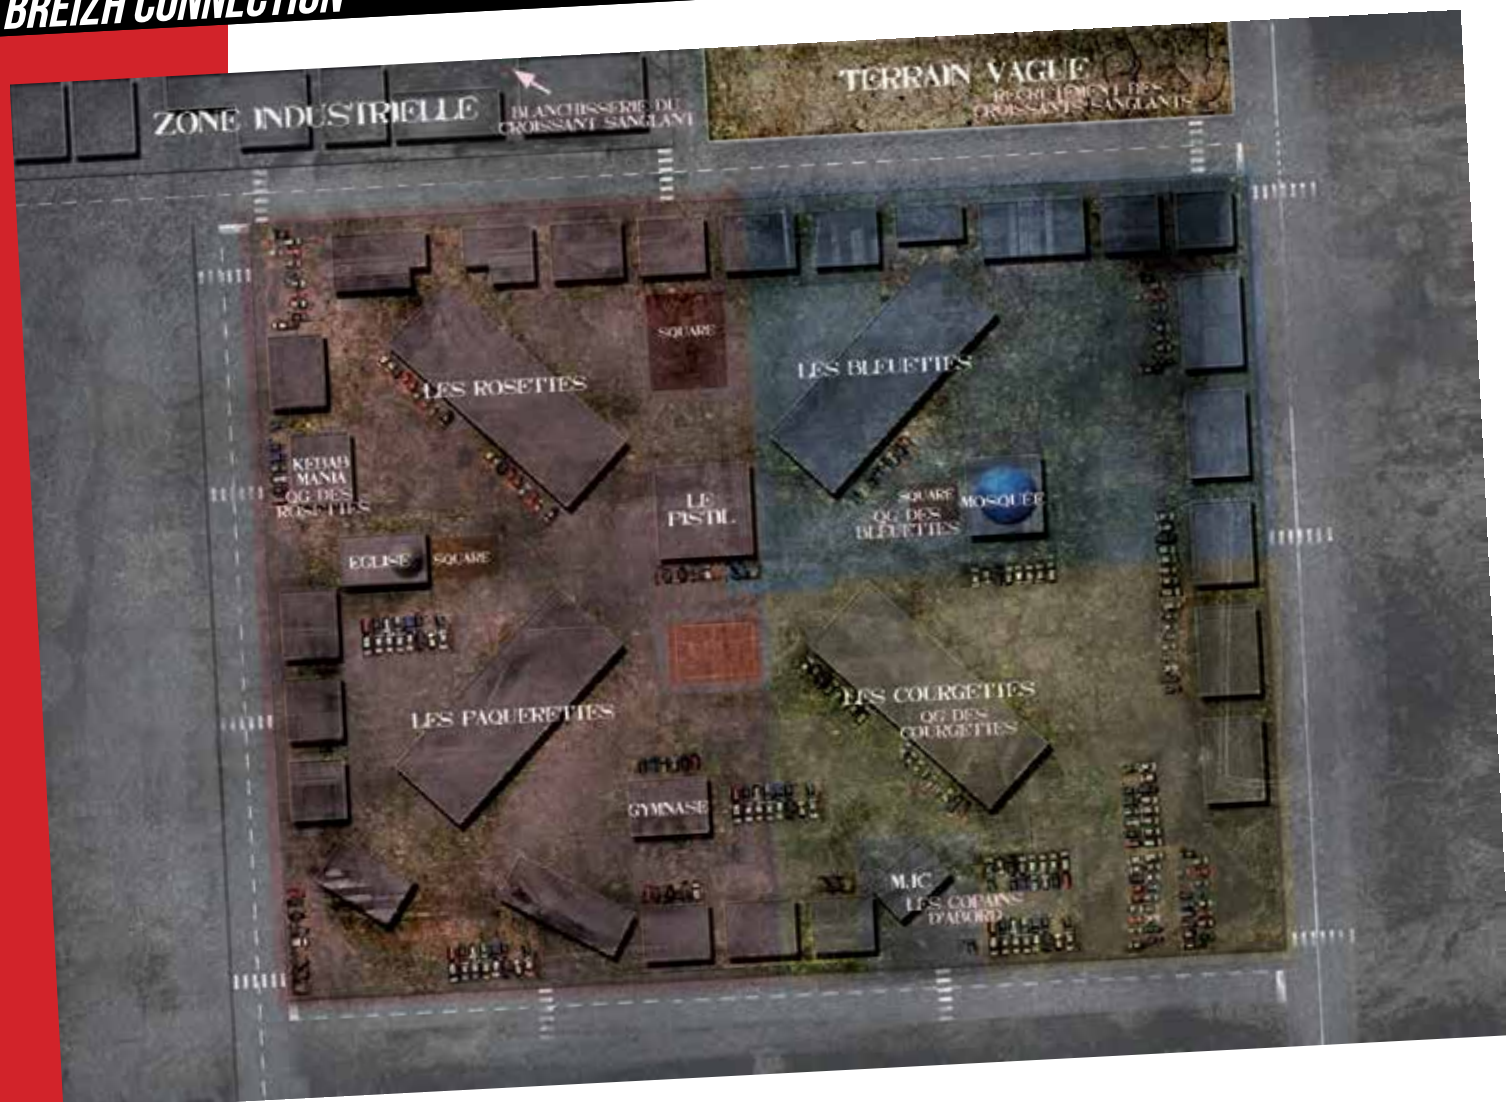 BREIZH CONNECTION
ZONE INDUSTRIELLE
BLANCHISSERIE DU
CROISSANT SANGLANT
TERRAIN VAGUE
RECRUTEMENT DES
CROISSANTS SANGLANTS
SQUARE
LES ROSETTES
LES BLEUETTES
KEBAB
MANIA
QG DES
ROSETTES
LE
PISTIL
SQUARE
QG DES
BLEUETTES
MOSQUÉE
EGLISE
SQUARE
LES PAQUERETTES
LES COURGETTES
QG DES
COURGETTES
GYMNASE
MJC
LES COPAINS
D'ABORD